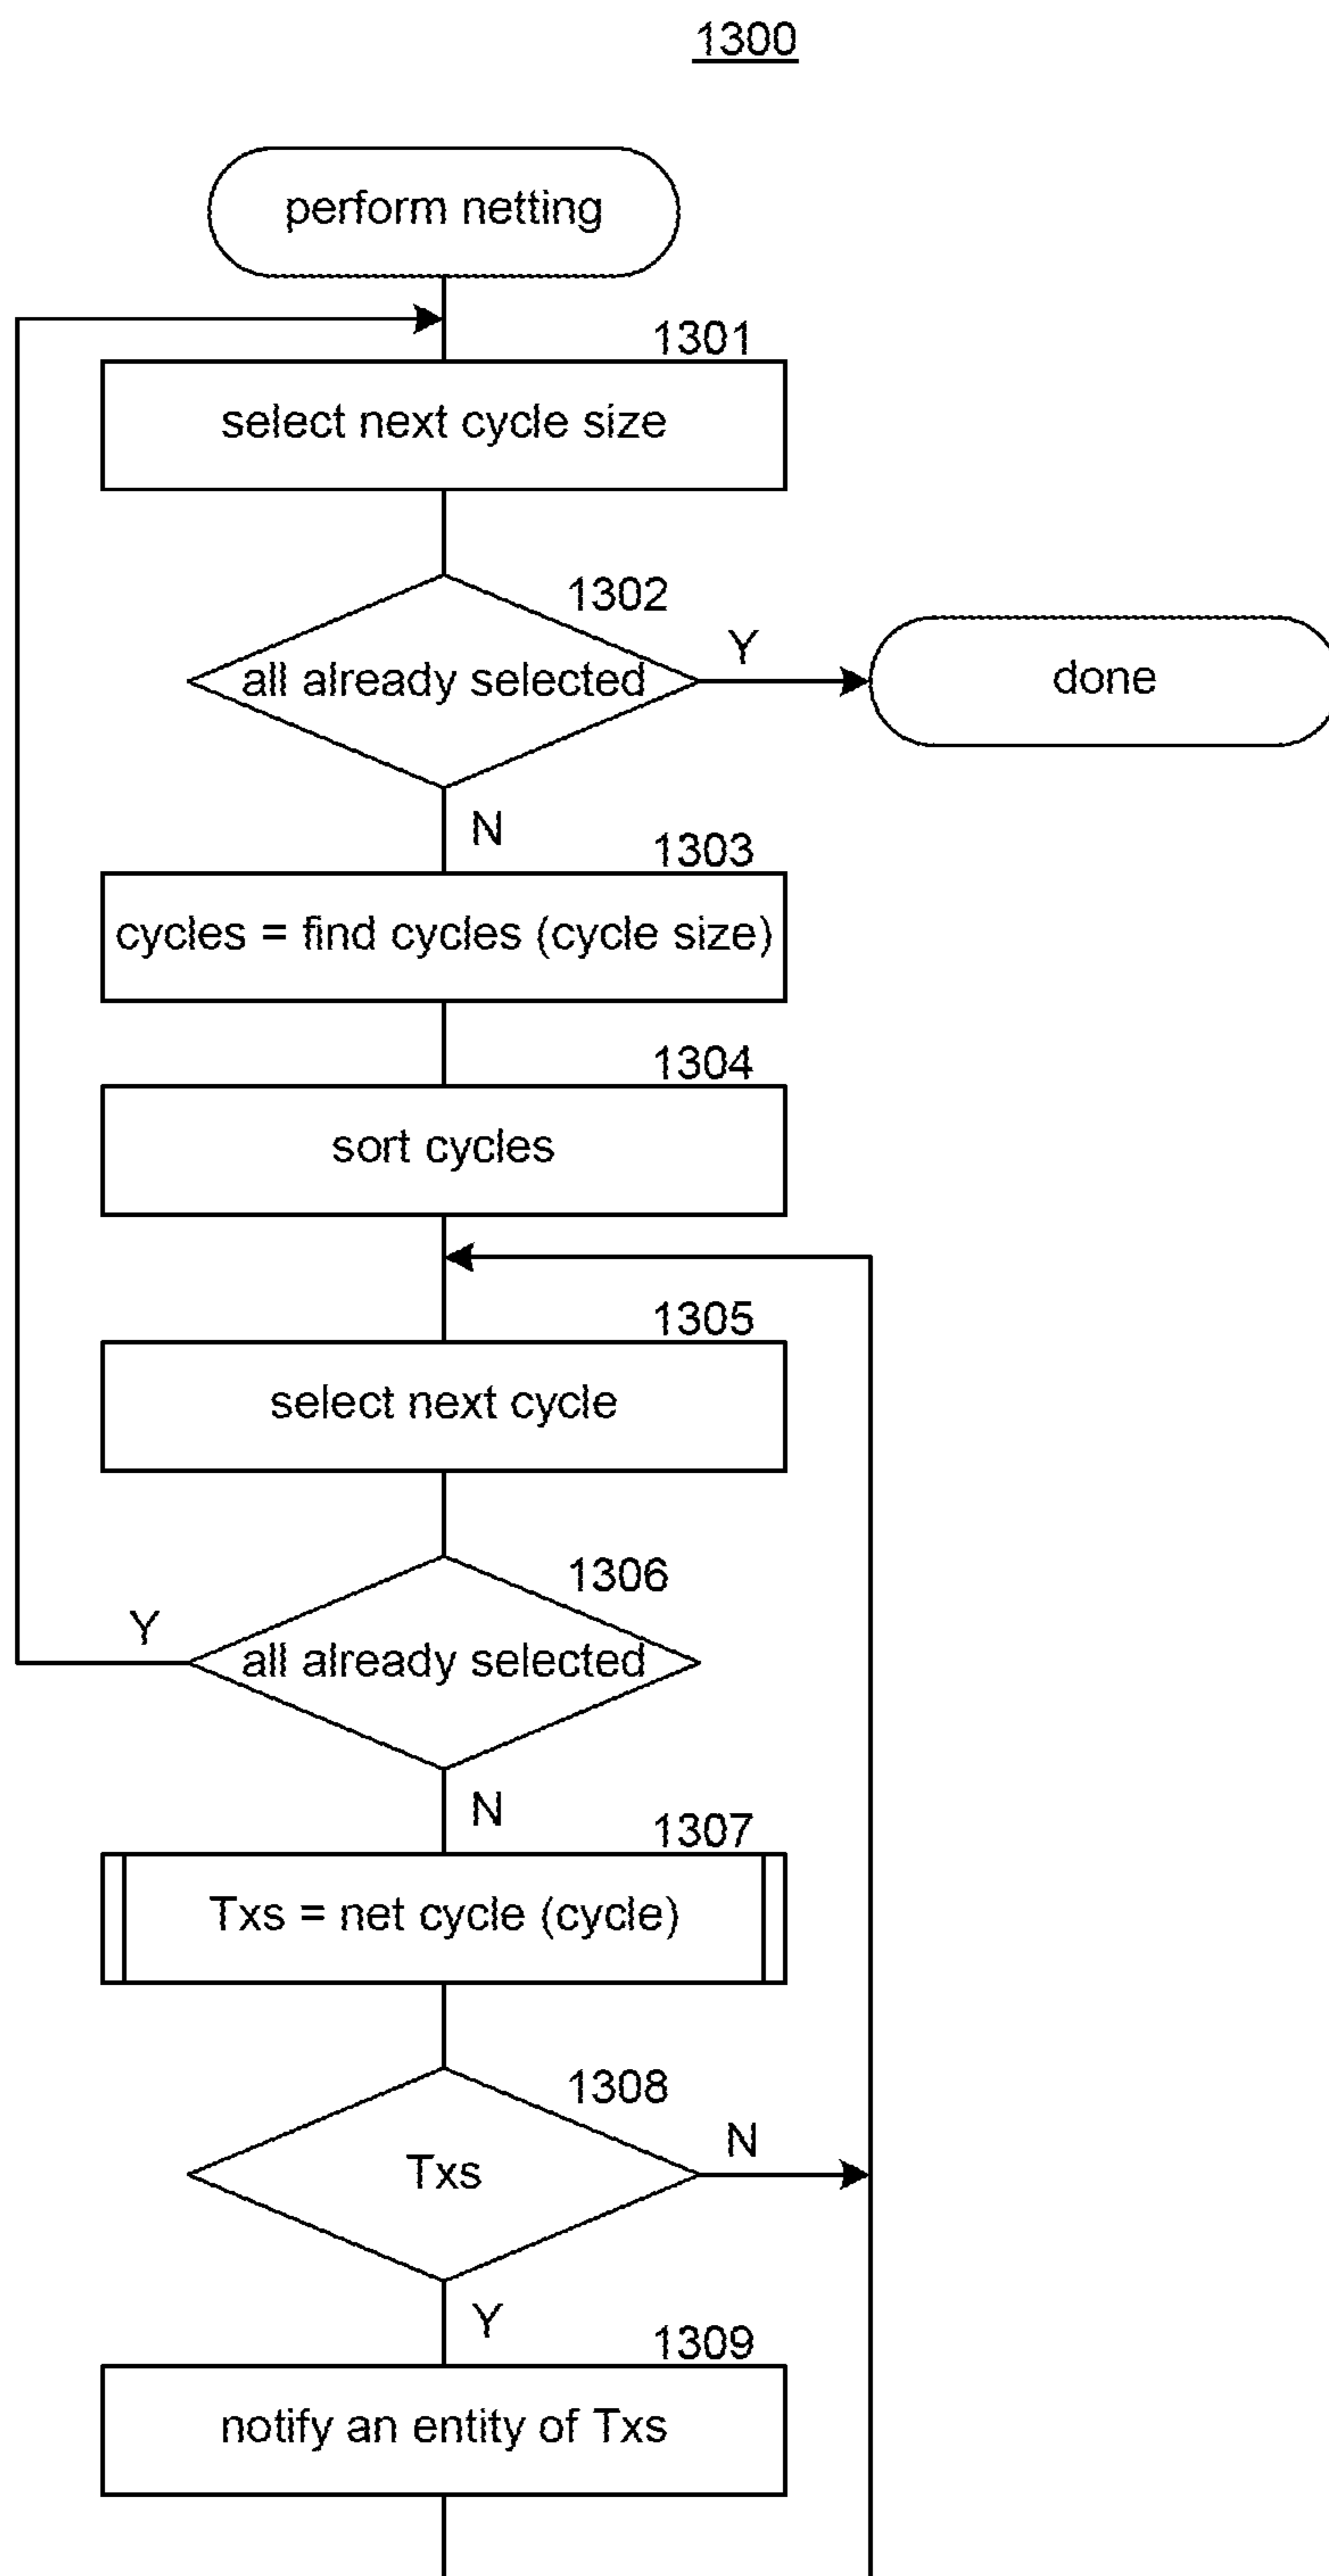 1300
perform netting
1301
select next cycle size
1302
all already selected
Y
done
N
1303
cycles = find cycles (cycle size)
1304
sort cycles
1305
select next cycle
1306
Y
all already selected
N
1307
Txs = net cycle (cycle)
1308
N
Txs
Y
1309
notify an entity of Txs